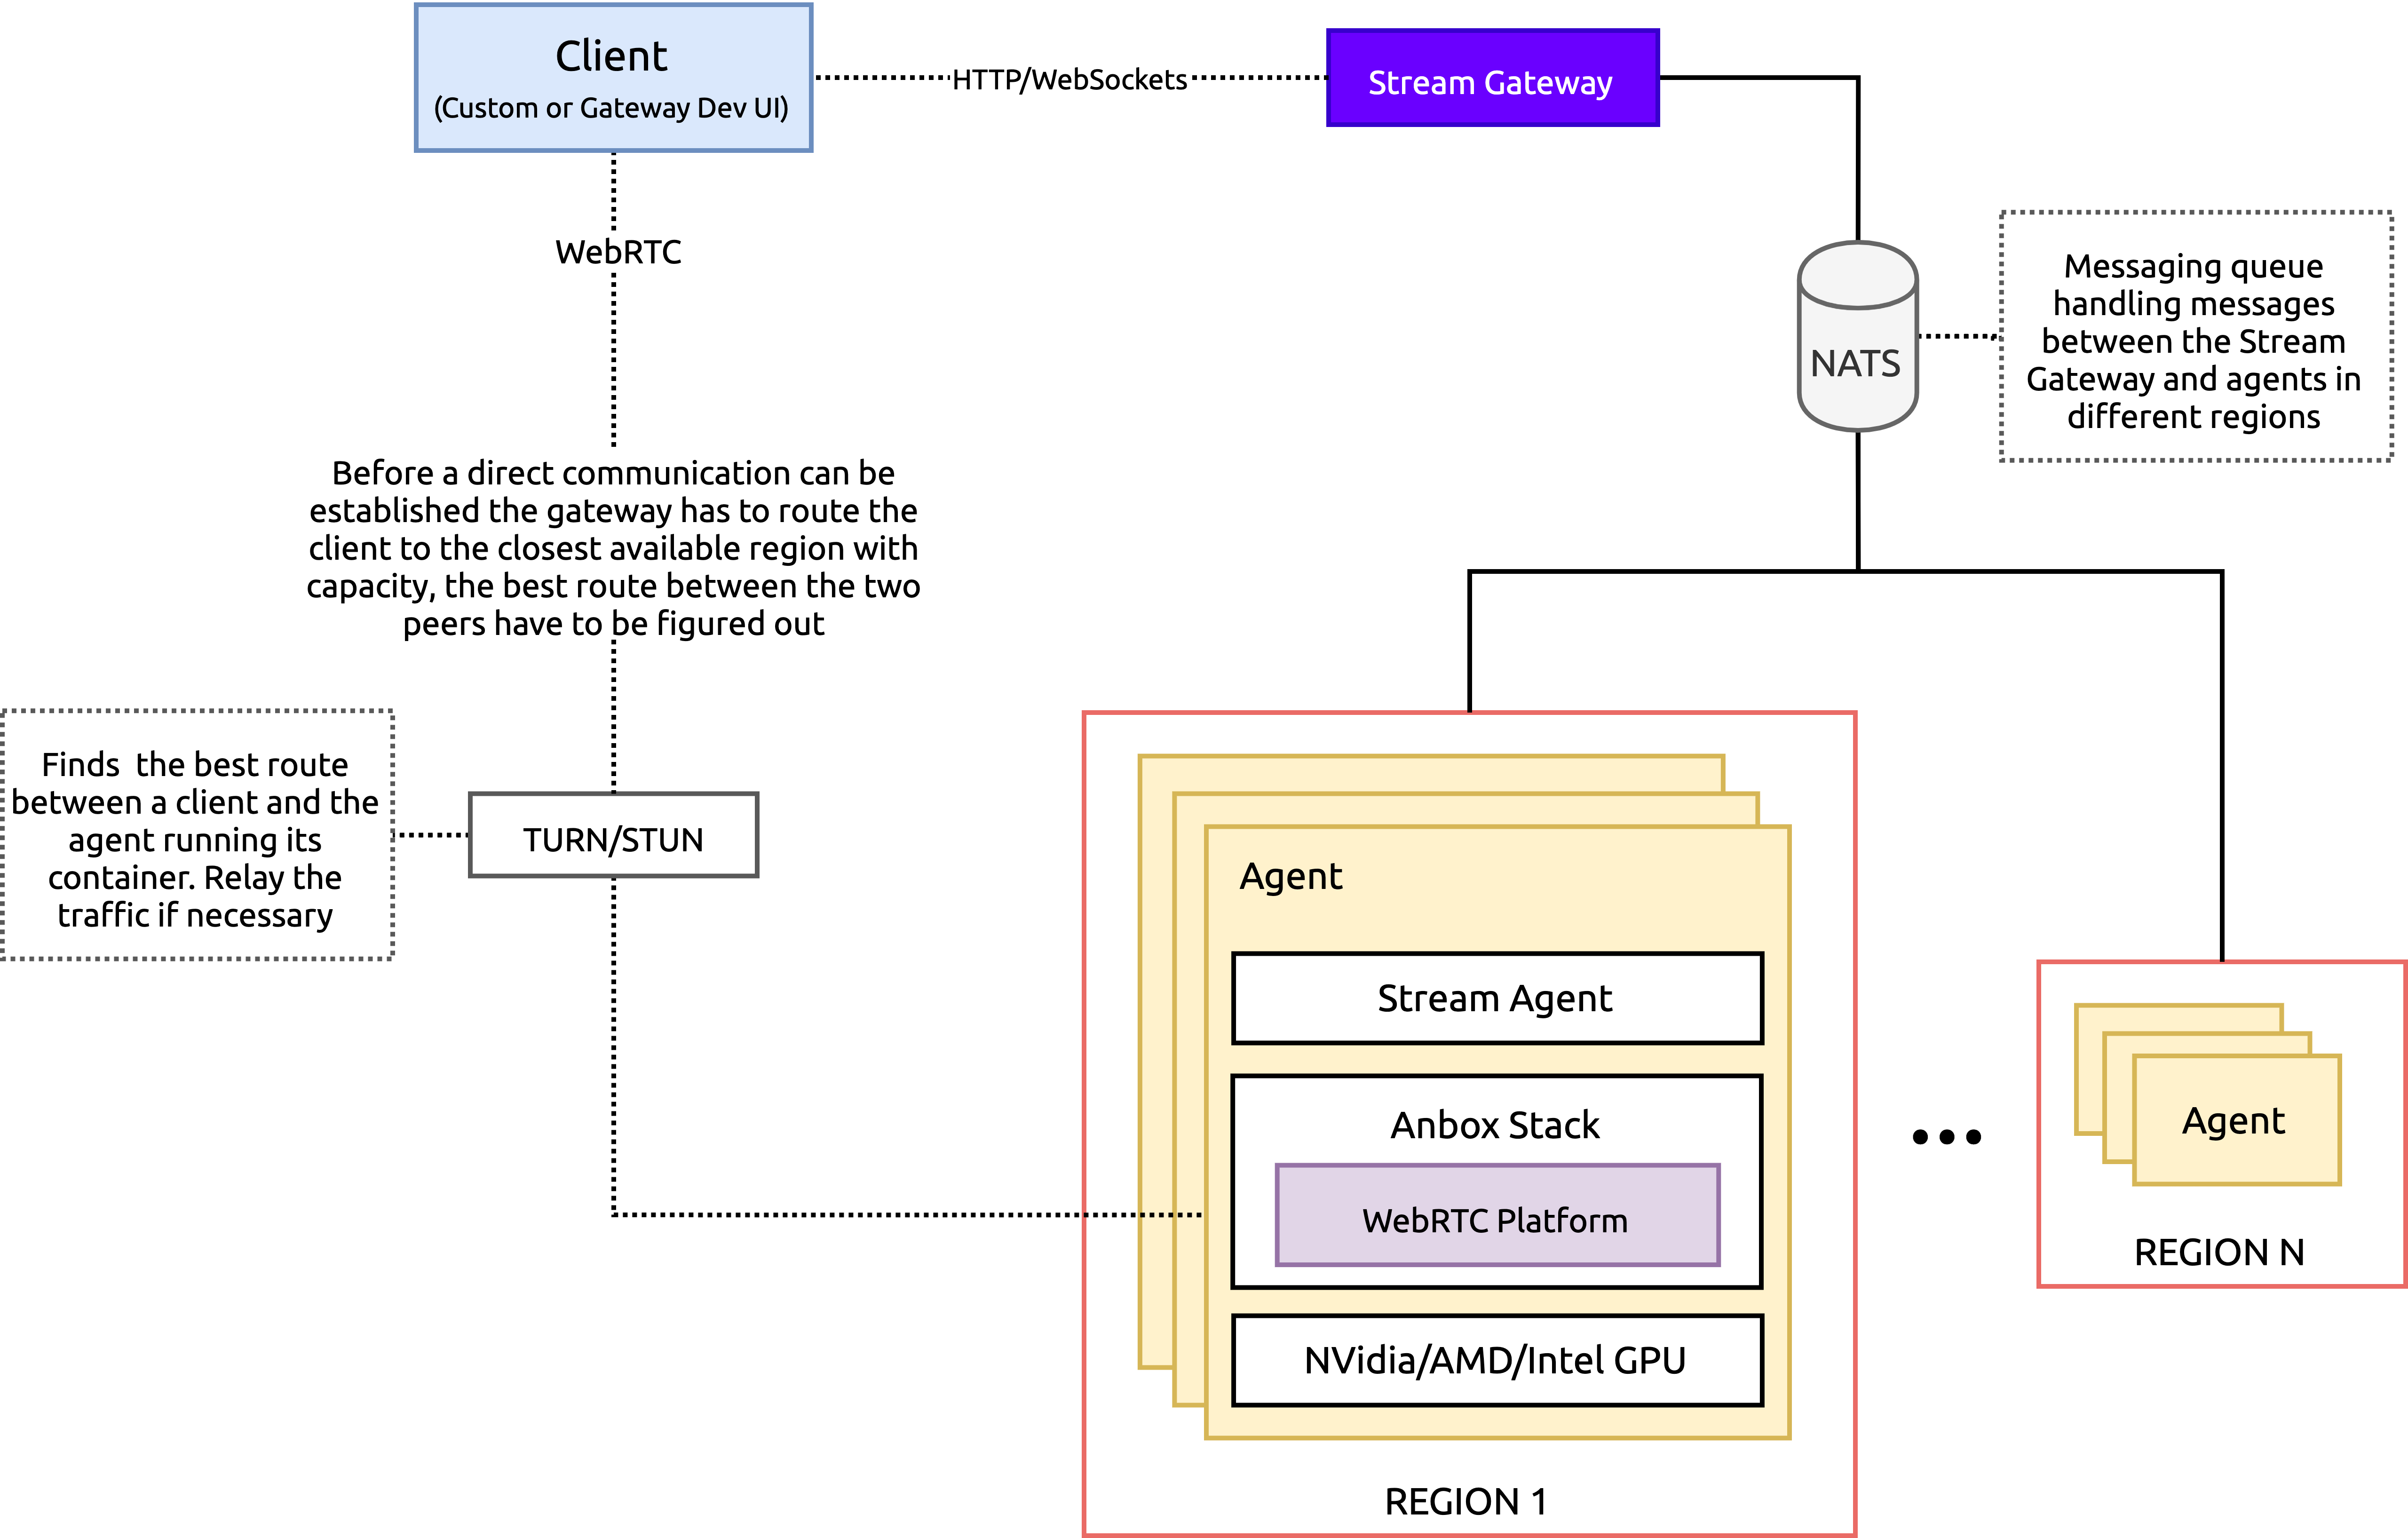 Client
(Custom or Gateway Dev UI)
HTTP/WebSockets
Stream Gateway
WebRTC
Messaging queue
handling messages
between the Stream
Gateway and agents in
different regions
NATS
Before a direct communication can be
established the gateway has to route the
client to the closest available region with
capacity, the best route between the two
peers have to be figured out
Finds  the best route
between a client and the
agent running its
container. Relay the
traffic if necessary
TURN/STUN
Agent
Stream Agent
Anbox Stack
WebRTC Platform
NVidia/AMD/Intel GPU
REGION 1
Agent
REGION N